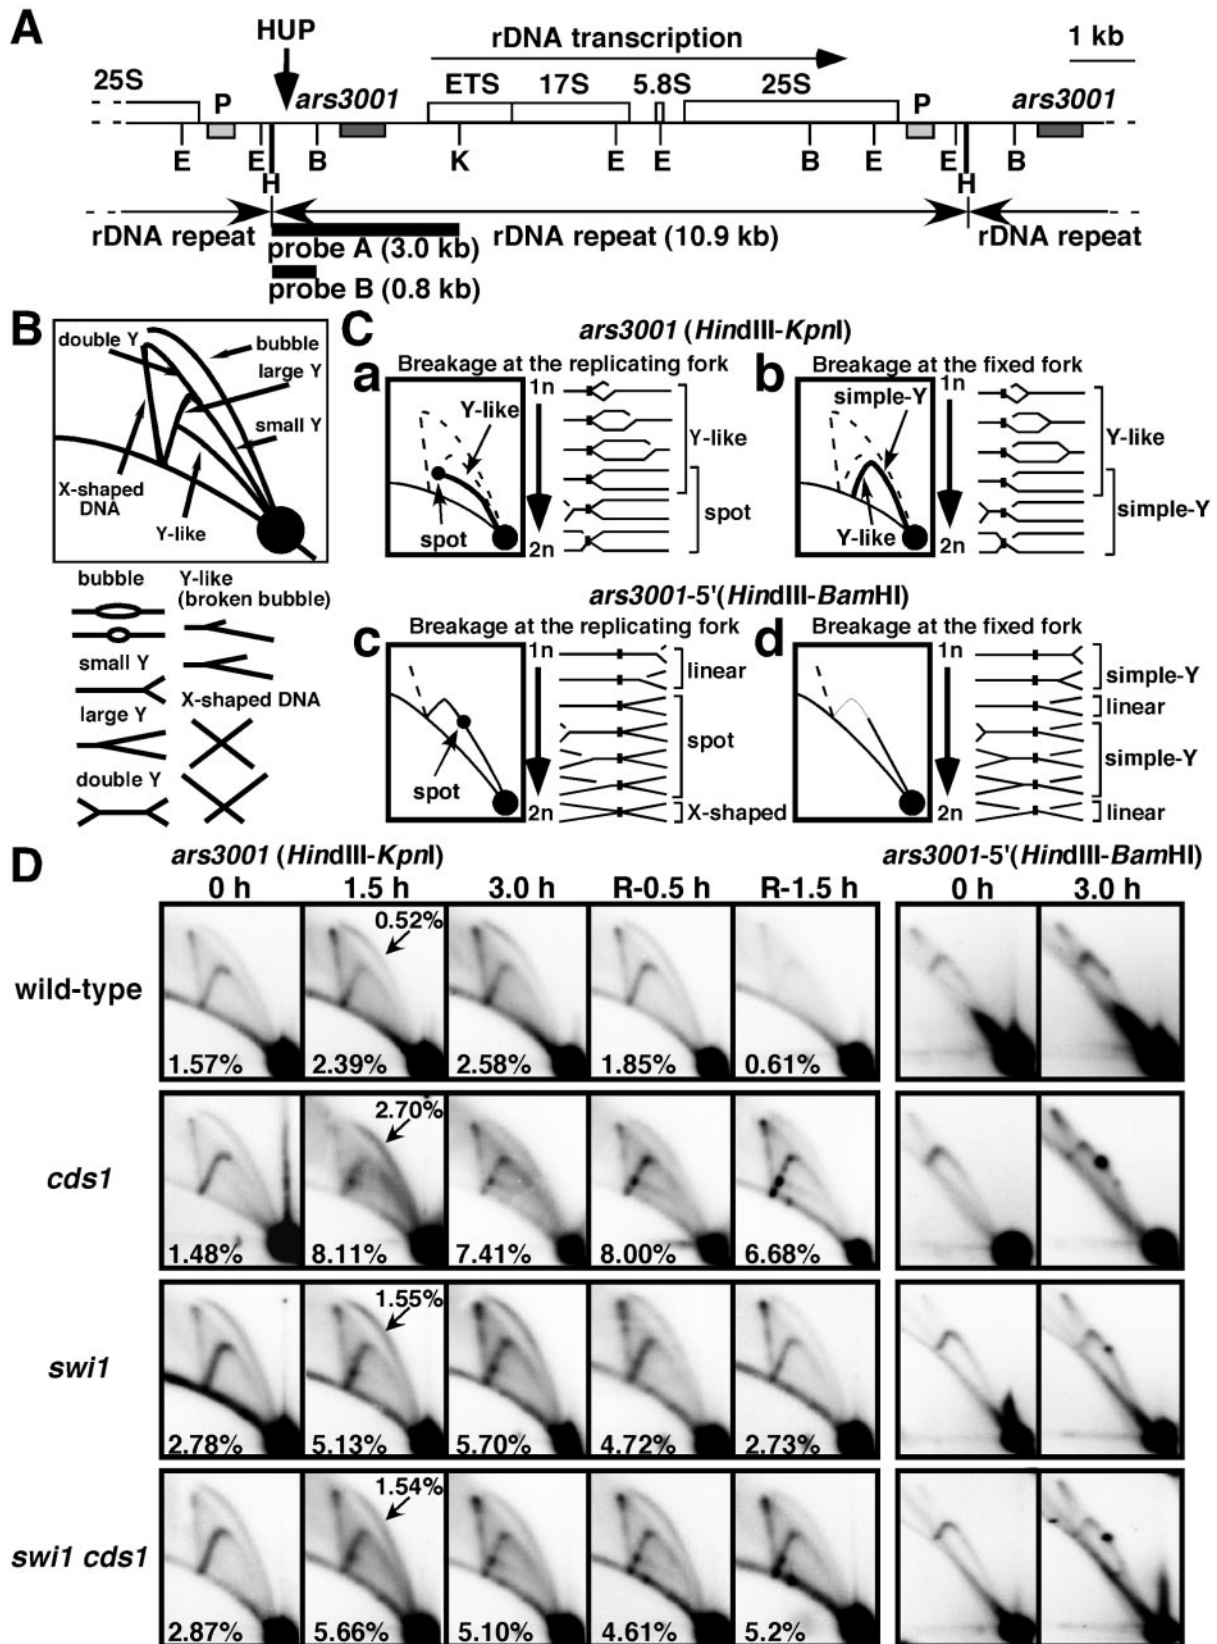 A
HUP
rDNA transcription
1 kb
25S P ars3001 ETS 17S 5.8S 25S P ars3001
E E B K E E B E E B
H H
rDNA repeat rDNA repeat (10.9 kb) rDNA repeat
probe A (3.0 kb)
probe B (0.8 kb)
B
double Y
bubble
large Y
small Y
X-shaped
DNA
Y-like
bubble
Y-like
(broken bubble)
small Y
large Y
X-shaped DNA
double Y
C
ars3001 (HindIII-KpnI)
a
Breakage at the replicating fork
Y-like
spot
1n
2n
Y-like
spot
b
Breakage at the fixed fork
simple-Y
Y-like
1n
2n
Y-like
simple-Y
ars3001-5'(HindIII-BamHI)
c
Breakage at the replicating fork
spot
1n
2n
linear
spot
X-shaped
d
Breakage at the fixed fork
1n
2n
simple-Y
linear
simple-Y
linear
D
ars3001 (HindIII-KpnI) ars3001-5'(HindIII-BamHI)
0 h 1.5 h 3.0 h R-0.5 h R-1.5 h 0 h 3.0 h
wild-type
0.52%
1.57% 2.39% 2.58% 1.85% 0.61%
cds1
2.70%
1.48% 8.11% 7.41% 8.00% 6.68%
swi1
1.55%
2.78% 5.13% 5.70% 4.72% 2.73%
swi1 cds1
1.54%
2.87% 5.66% 5.10% 4.61% 5.2%